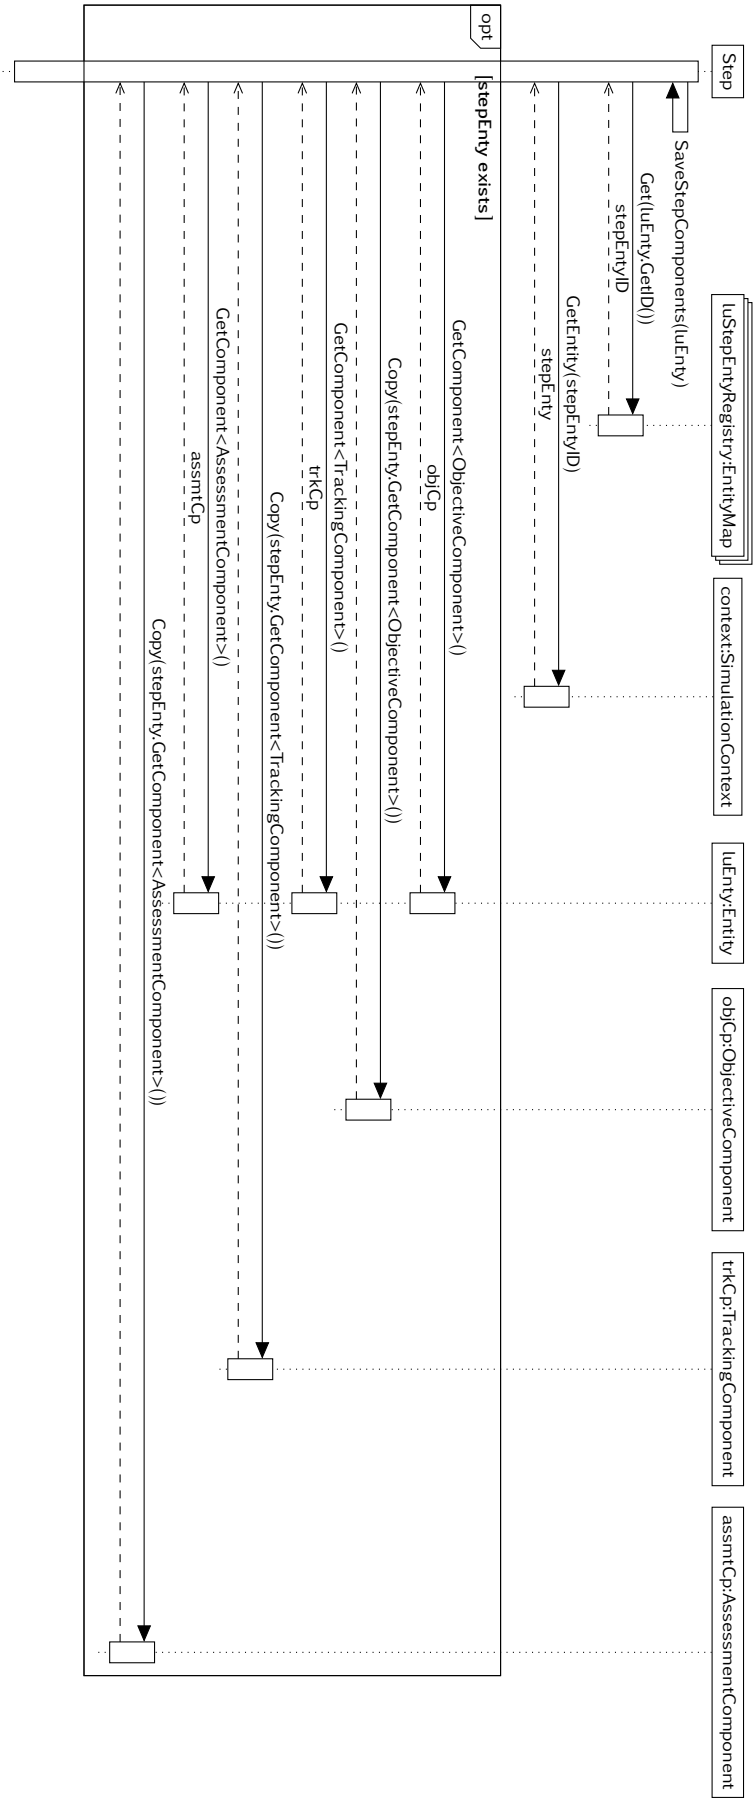 Step
luStepEntyRegistry:EntityMap
context:SimulationContext
luEnty:Entity
objCp:ObjectiveComponent
trkCp:TrackingComponent
assmtCp:AssessmentComponent
SaveStepComponents(luEnty)
Get(luEnty.GetID())
stepEntyID
GetEntity(stepEntyID)
stepEnty
opt
[stepEnty exists]
GetComponent<ObjectiveComponent>()
objCp
Copy(stepEnty.GetComponent<ObjectiveComponent>())
GetComponent<TrackingComponent>()
trkCp
Copy(stepEnty.GetComponent<TrackingComponent>())
GetComponent<AssessmentComponent>()
assmtCp
Copy(stepEnty.GetComponent<AssessmentComponent>())